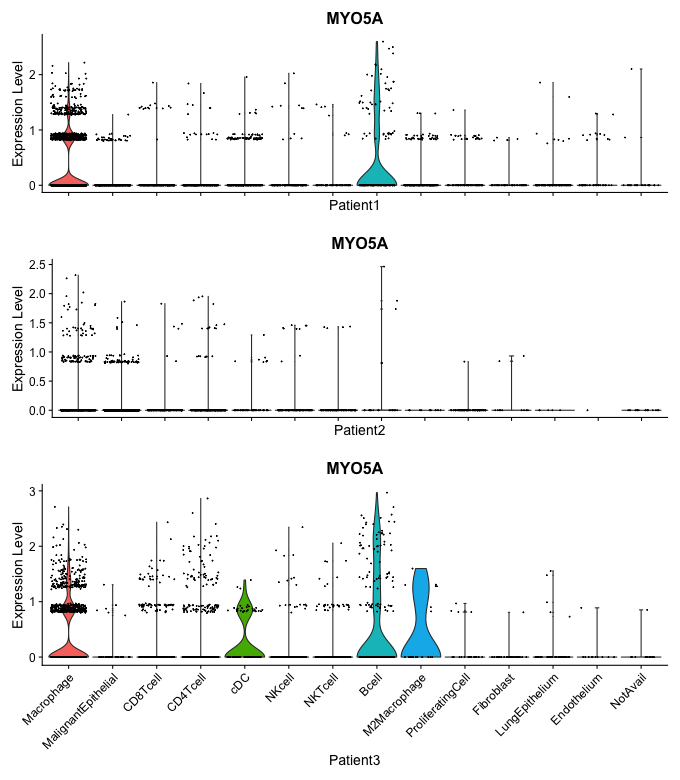 MYO5A
Expression Level
2
1
0
Patient1
MYO5A
Expression Level
2.5
2.0
1.5
1.0
0.5
0.0
Patient2
MYO5A
Expression Level
3
2
1
0
Macrophage
MalignantEpithelial
CD8Tcell
CD4Tcell
cDC
NKcell
NKTcell
Bcell
M2Macrophage
ProliferatingCell
Fibroblast
LungEpithelium
Endothelium
NotAvail
Patient3